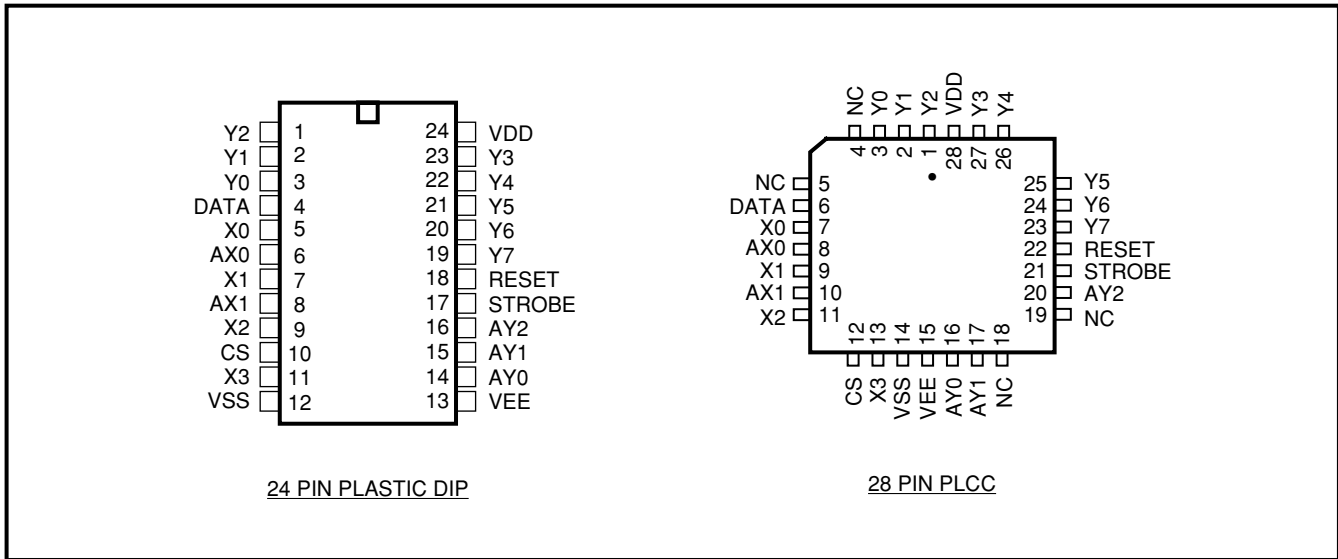 Y2 1 24 VDD
Y1 2 23 Y3
Y0 3 22 Y4
DATA 4 21 Y5
X0 5 20 Y6
AX0 6 19 Y7
X1 7 18 RESET
AX1 8 17 STROBE
X2 9 16 AY2
CS 10 15 AY1
X3 11 14 AY0
VSS 12 13 VEE
24 PIN PLASTIC DIP
NC Y0 Y1 Y2 VDD Y3 Y4
4 3 2 1 28 27 26
NC 5 25 Y5
DATA 6 24 Y6
X0 7 23 Y7
AX0 8 22 RESET
X1 9 21 STROBE
AX1 10 20 AY2
X2 11 19 NC
12 13 14 15 16 17 18
CS X3 VSS VEE AY0 AY1 NC
28 PIN PLCC